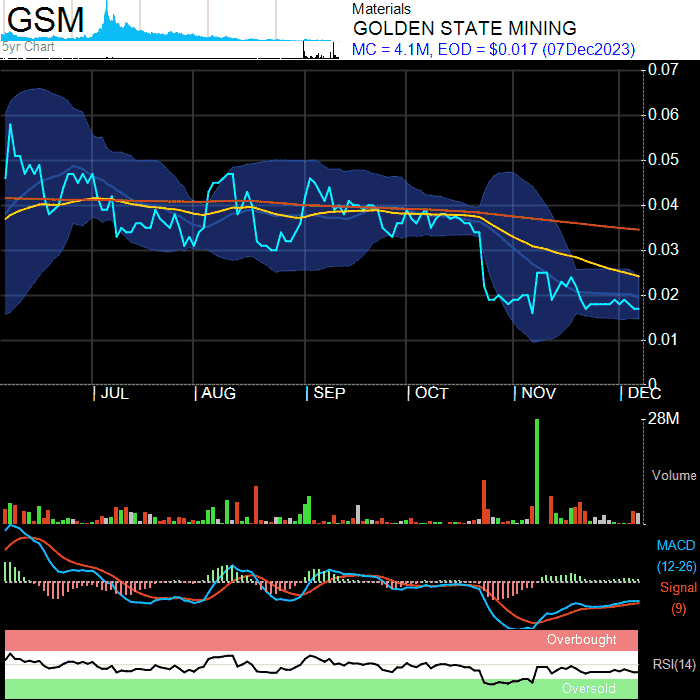 GSM
5yr Chart
Materials
GOLDEN STATE MINING
MC = 4.1M, EOD = $0.017 (07Dec2023)
0.07
0.06
0.05
0.04
0.03
0.02
0.01
0
JUL AUG SEP OCT NOV DEC
28M
Volume
MACD
(12-26)
Signal
(9)
Overbought
RSI(14)
Oversold